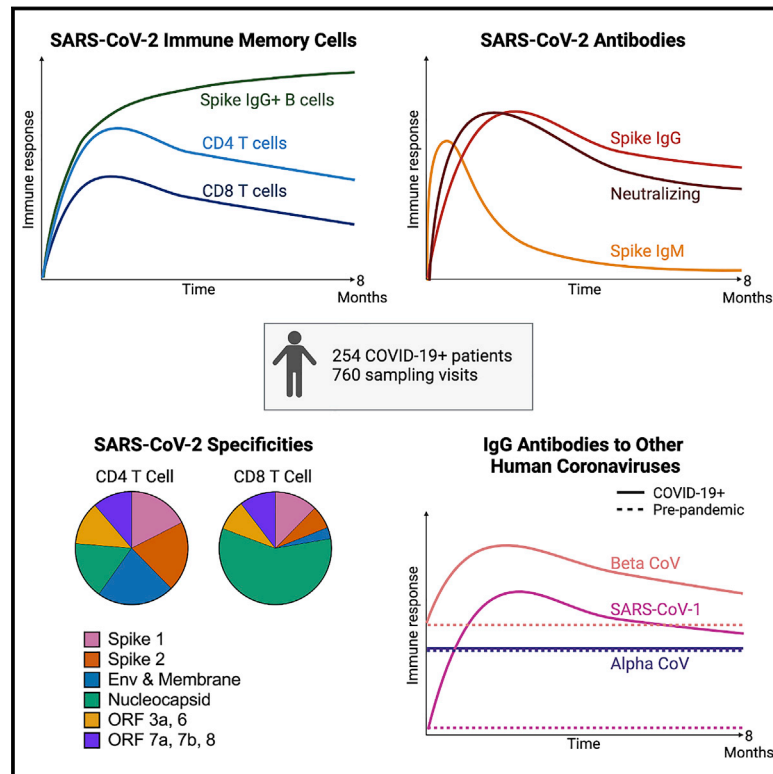 SARS-CoV-2 Immune Memory Cells
Immune response
Spike IgG+ B cells
CD4 T cells
CD8 T cells
Time
8
Months
SARS-CoV-2 Antibodies
Immune response
Spike IgG
Neutralizing
Spike IgM
Time
8
Months
254 COVID-19+ patients
760 sampling visits
SARS-CoV-2 Specificities
CD4 T Cell
CD8 T Cell
Spike 1
Spike 2
Env & Membrane
Nucleocapsid
ORF 3a, 6
ORF 7a, 7b, 8
IgG Antibodies to Other
Human Coronaviruses
COVID-19+
Pre-pandemic
Immune response
Beta CoV
SARS-CoV-1
Alpha CoV
Time
8
Months